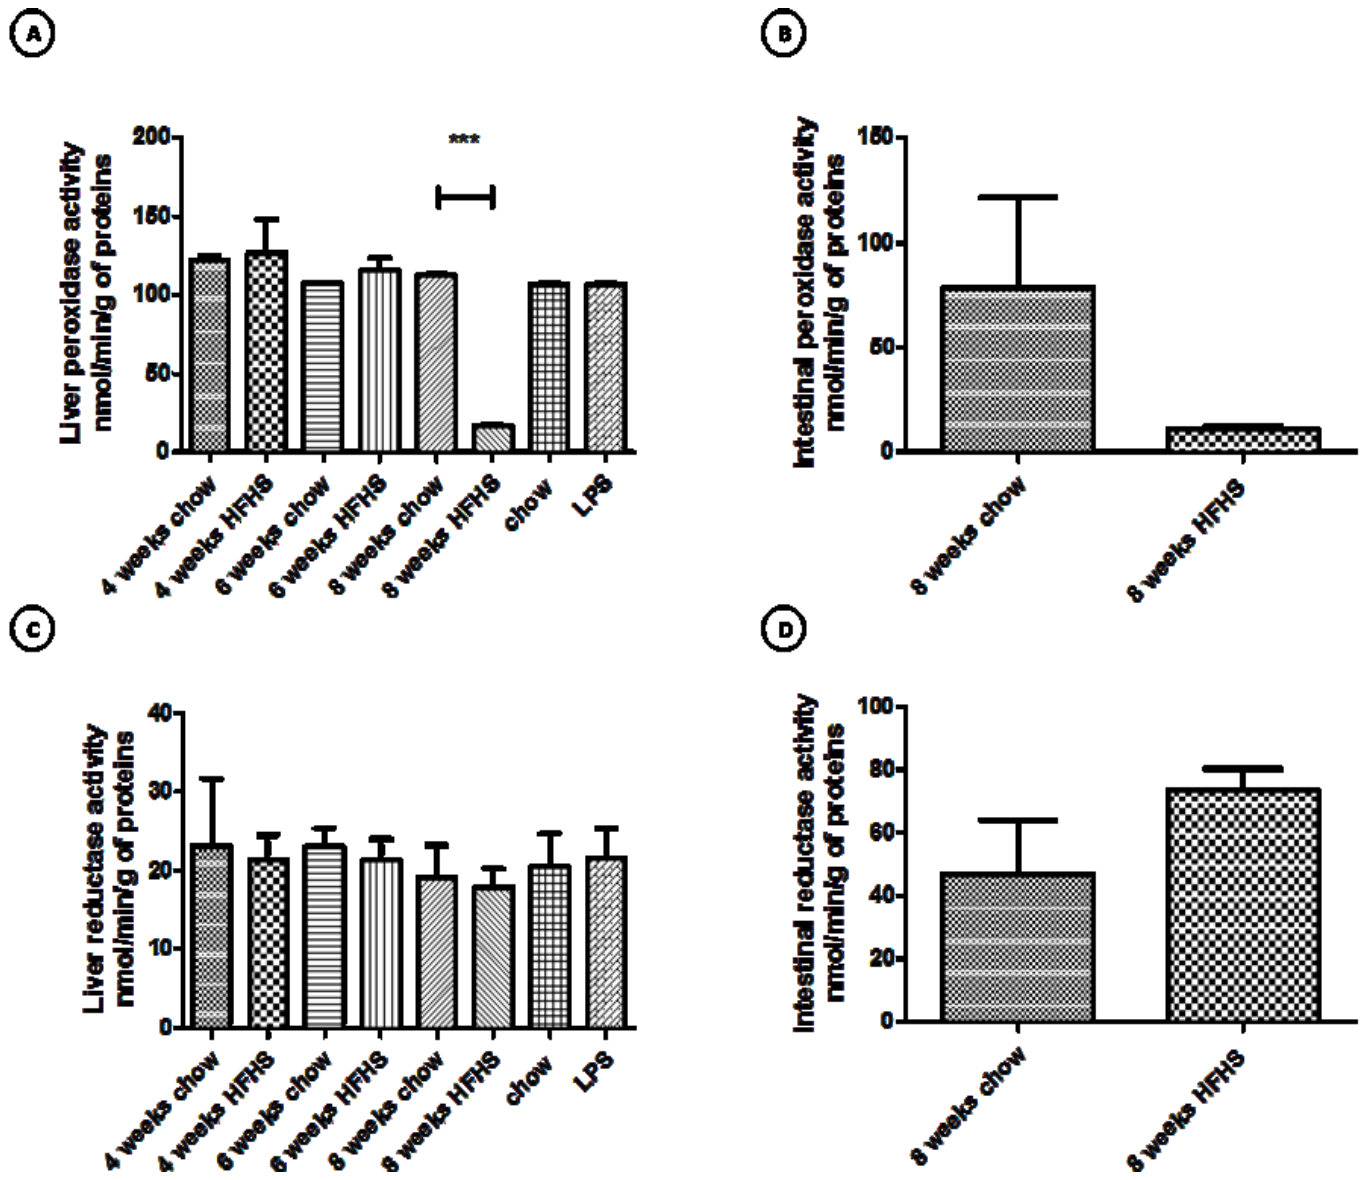 A
Liver peroxidase activity
nmol/min/g of proteins
200
150
100
50
0
***
4 weeks chow
4 weeks HFHS
6 weeks chow
6 weeks HFHS
8 weeks chow
8 weeks HFHS
chow
LPS
B
Intestinal peroxidase activity
nmol/min/g of proteins
150
100
50
0
8 weeks chow
8 weeks HFHS
C
Liver reductase activity
nmol/min/g of proteins
40
30
20
10
0
4 weeks chow
4 weeks HFHS
6 weeks chow
6 weeks HFHS
8 weeks chow
8 weeks HFHS
chow
LPS
D
Intestinal reductase activity
nmol/min/g of proteins
100
80
60
40
20
0
8 weeks chow
8 weeks HFHS